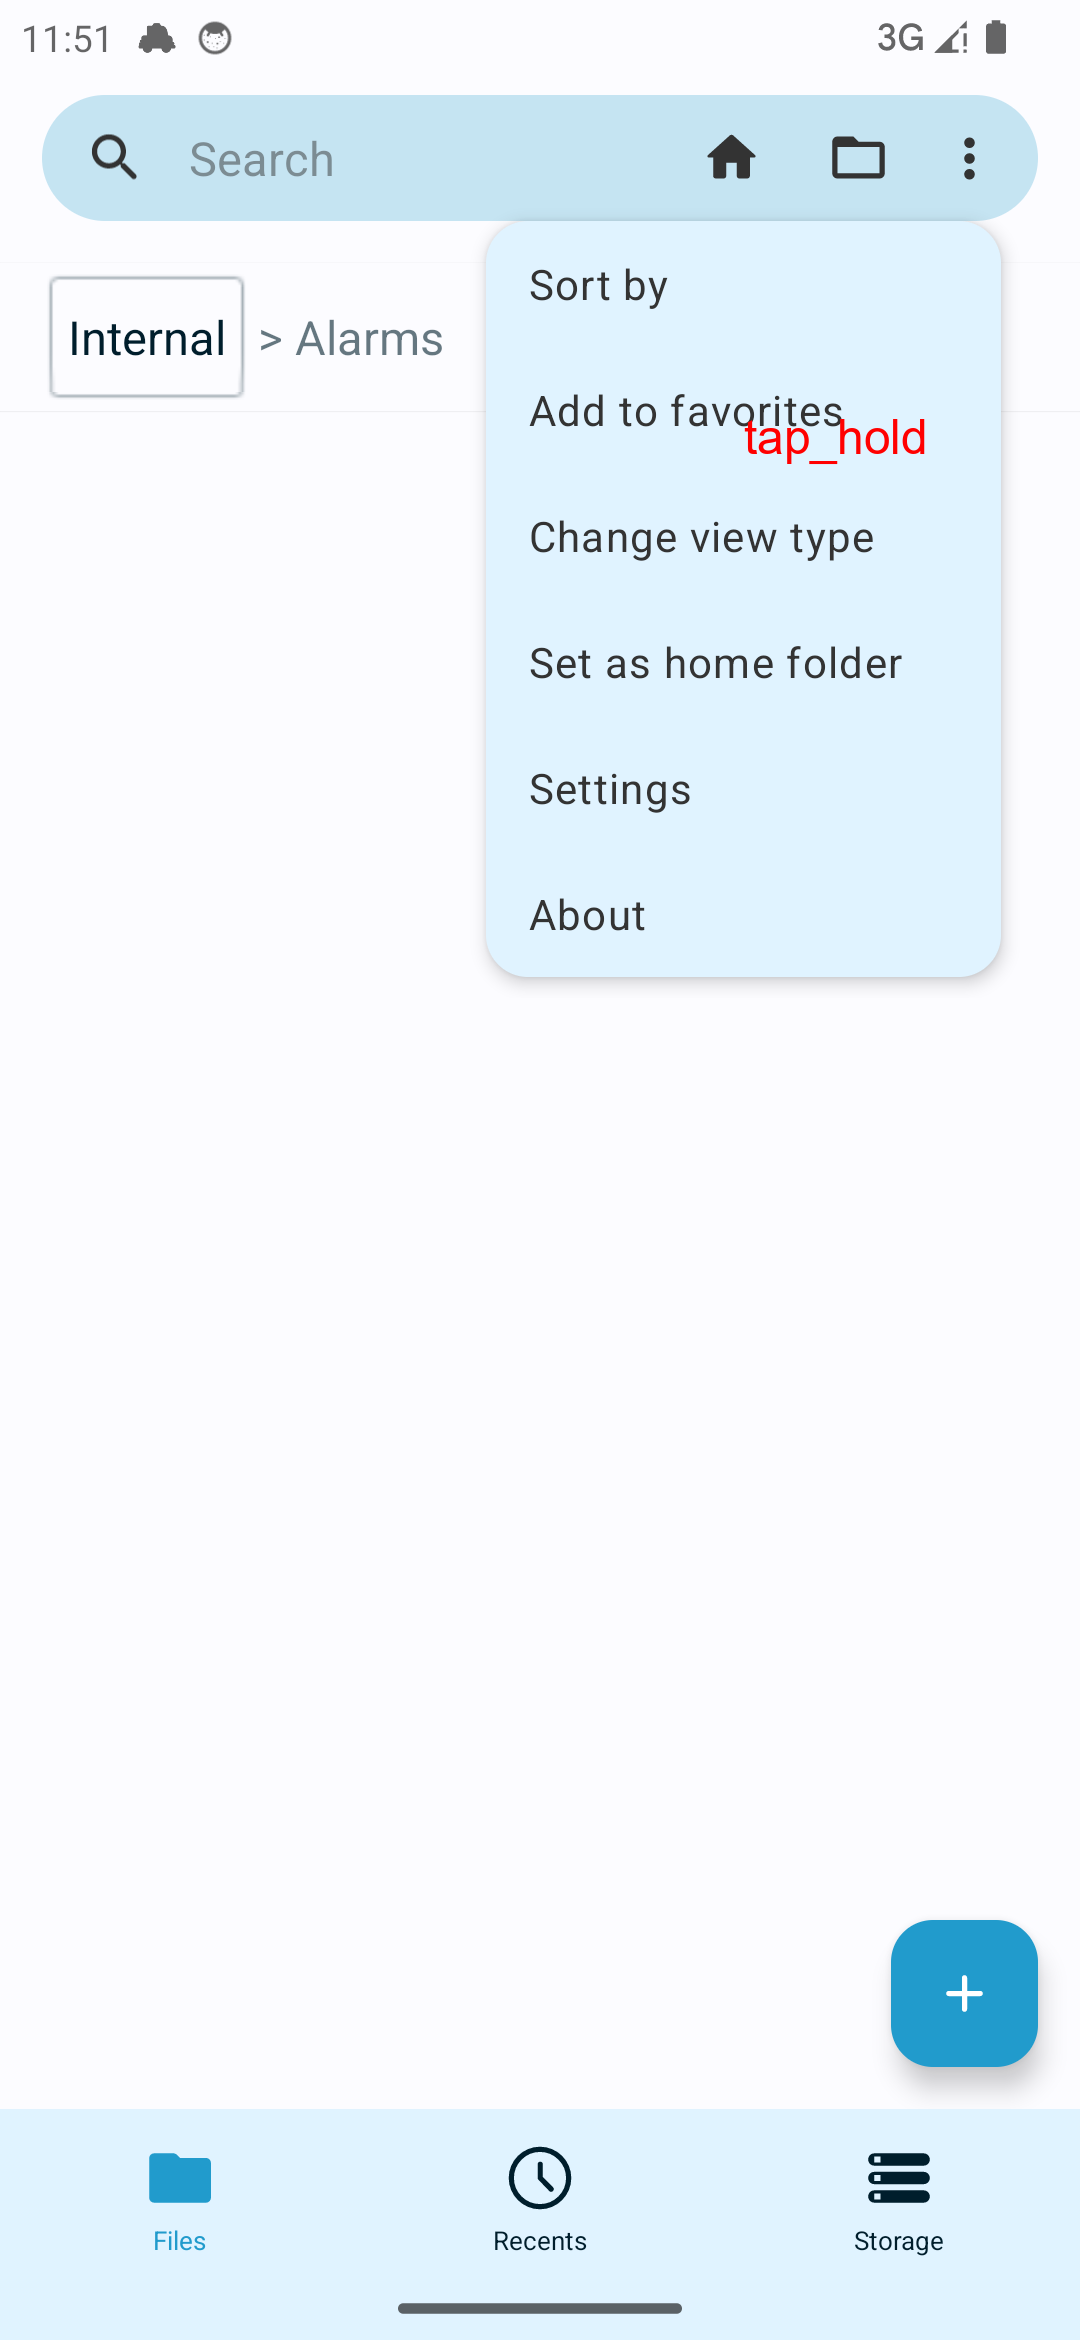 11:51 3G
Search
Sort by
Internal > Alarms
Add to favorites
tap_hold
Change view type
Set as home folder
Settings
About
Files Recents Storage